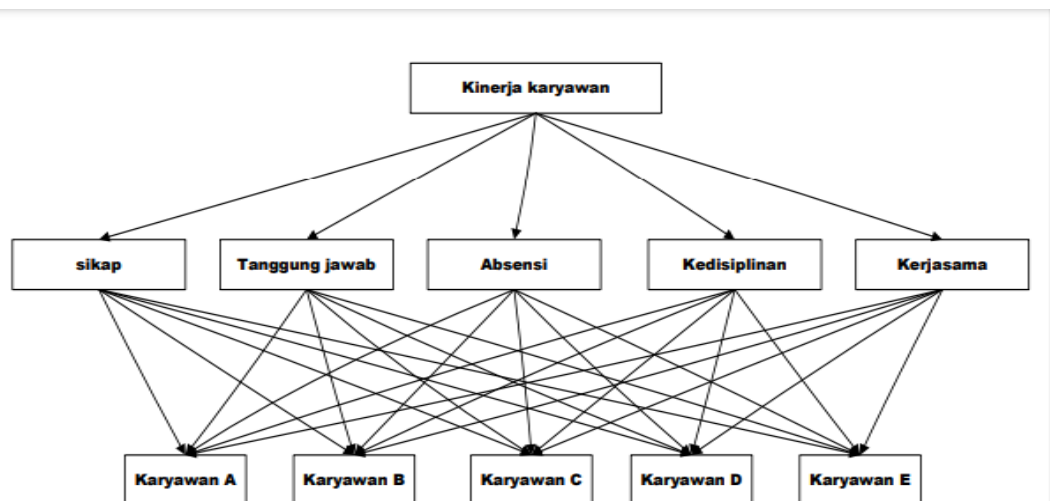 Kinerja karyawan
sikap
Tanggung jawab
Absensi
Kedisiplinan
Kerjasama
Karyawan A
Karyawan B
Karyawan C
Karyawan D
Karyawan E